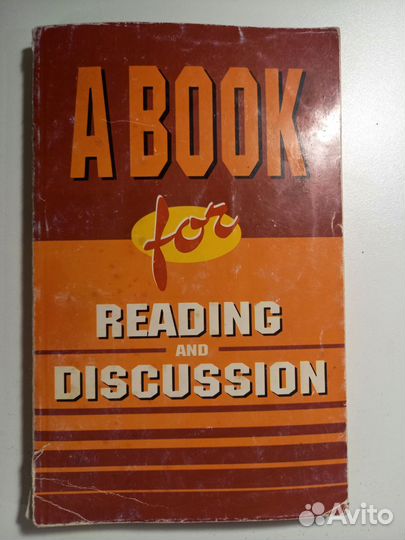 A BOOK
for
READING
AND
DISCUSSION
Avito